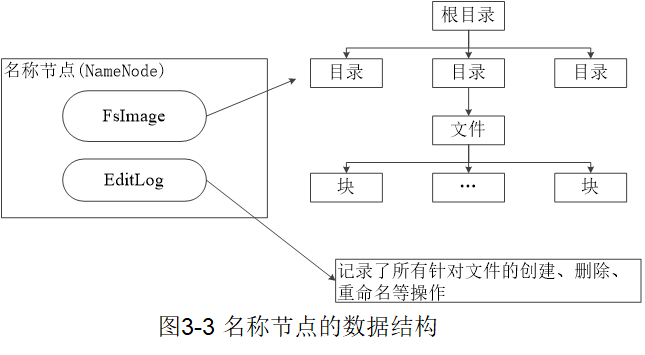 根目录
名称节点(NameNode)
目录
目录
目录
FsImage
文件
EditLog
块
…
块
记录了所有针对文件的创建、删除、
重命名等操作
图3-3 名称节点的数据结构